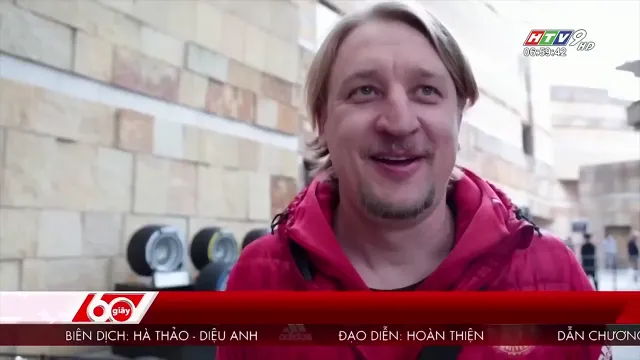 HTV9 HD
06:59:42
60 giây
BIÊN DỊCH: HÀ THẢO - DIỆU ANH ĐẠO DIỄN: HOÀN THIỆN DẪN CHƯƠNG
adidas